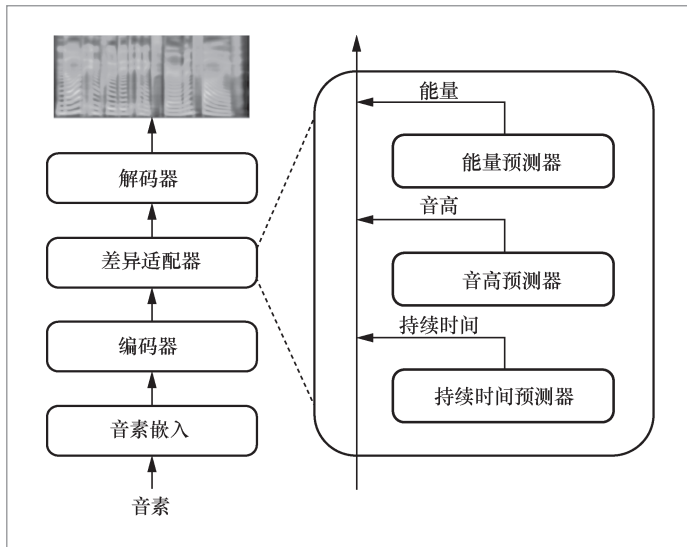 解码器
差异适配器
编码器
音素嵌入
音素
能量
能量预测器
音高
音高预测器
持续时间
持续时间预测器